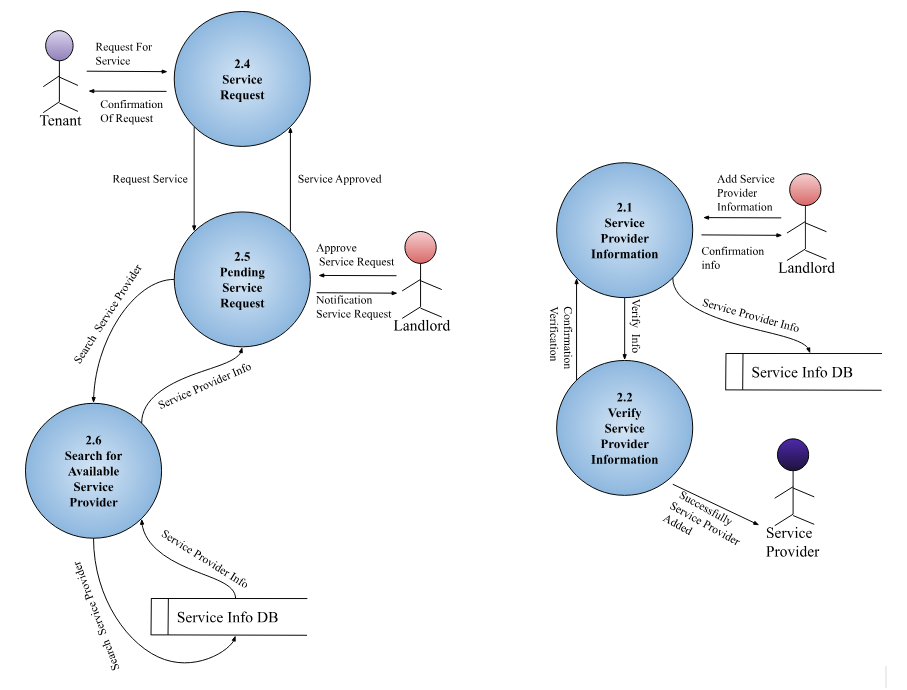 Request For
Service
Confirmation
Of Request
Tenant
2.4
Service
Request
Request Service
Service Approved
2.5
Pending
Service
Request
Approve
Service Request
Notification
Service Request
Landlord
Search Service Provider
Service Provider Info
2.6
Search for
Available
Service
Provider
Service Provider Info
Search Service Provider
Service Info DB
2.1
Service
Provider
Information
Add Service
Provider
Information
Confirmation
info
Landlord
Confirmation
Verification
Verify Info
Service Provider Info
Service Info DB
2.2
Verify
Service
Provider
Information
Successfully
Service Provider
Added
Service
Provider